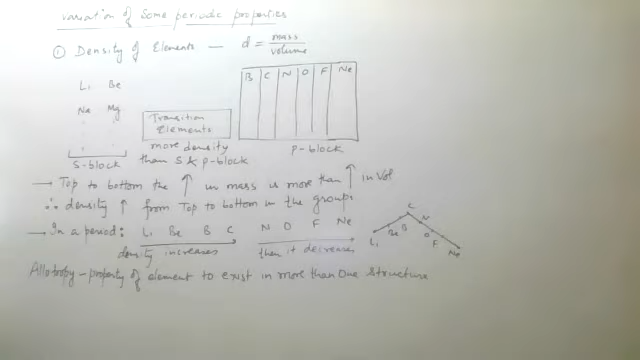 variation of Some periodic properties
① Density of Elements — d = mass/volume
Li Be
Na Mg
B C N O F Ne
Transition Elements
more density than S & p-block
S-block
p-block
→ Top to bottom the ↑ in mass is more than ↑ in Vol
∴ density ↑ from Top to bottom in the group:
→ In a period: Li Be B C N O F Ne
density increases then it decreases
Li Be B C N O F Ne
Allotropy - property of element to exist in more than One structure